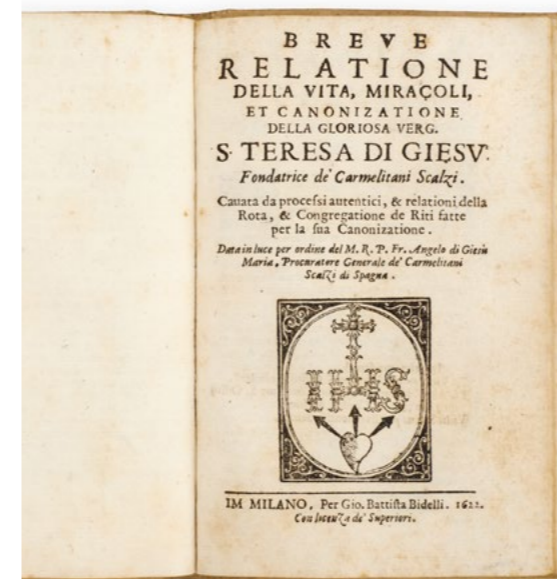 BREVE
RELATIONE
DELLA VITA, MIRACOLI,
ET CANONIZATIONE
DELLA GLORIOSA VERG.
S. TERESA DI GIESV
Fondatrice de' Carmelitani Scalzi.
Cauata da processi autentici, & relationi della
Rota, & Congregatione de Riti fatte
per la sua Canonizatione.
Data in luce per ordine del M. R. P. Fr. Angelo di Giesù
Maria, Procuratore Generale de' Carmelitani
Scalzi di Spagna.
IHS
IM MILANO, Per Gio. Battista Bidelli. 1622.
Con licenza de' Superiori.